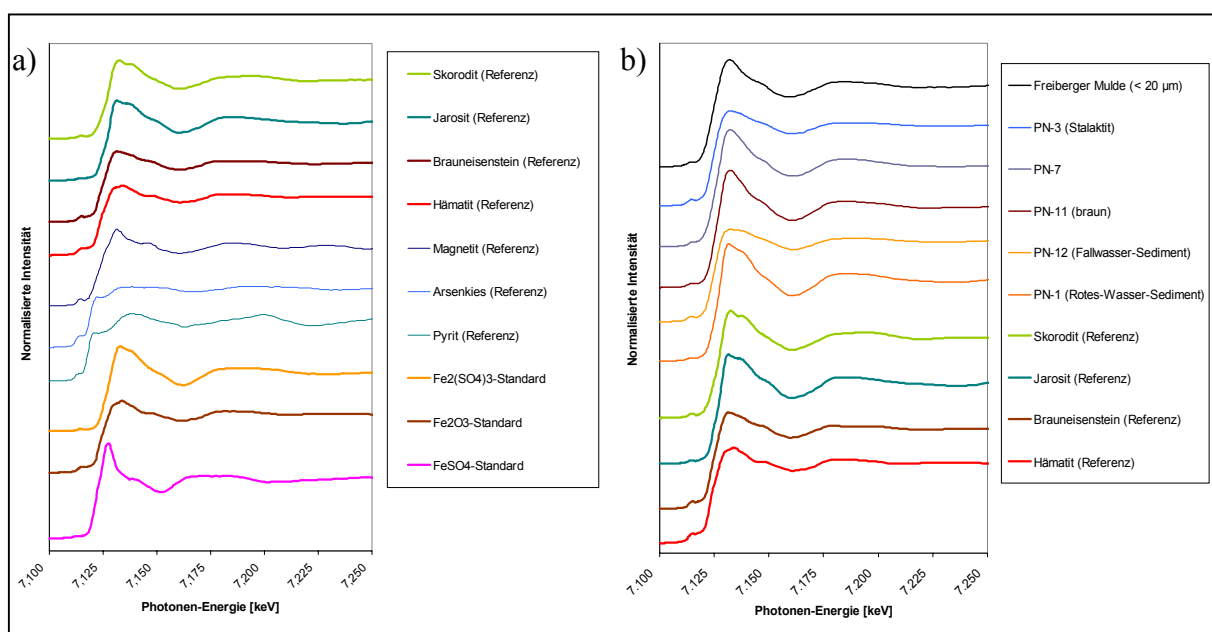 a)
Normalisierte Intensität
7,100
7,125
7,150
7,175
7,200
7,225
7,250
Photonen-Energie [keV]
Skorodit (Referenz)
Jarosit (Referenz)
Brauneisenstein (Referenz)
Hämatit (Referenz)
Magnetit (Referenz)
Arsenkies (Referenz)
Pyrit (Referenz)
Fe2(SO4)3-Standard
Fe2O3-Standard
FeSO4-Standard
b)
Normalisierte Intensität
7,100
7,125
7,150
7,175
7,200
7,225
7,250
Photonen-Energie [keV]
Freiberger Mulde (< 20 µm)
PN-3 (Stalaktit)
PN-7
PN-11 (braun)
PN-12 (Fallwasser-Sediment)
PN-1 (Rotes-Wasser-Sediment)
Skorodit (Referenz)
Jarosit (Referenz)
Brauneisenstein (Referenz)
Hämatit (Referenz)